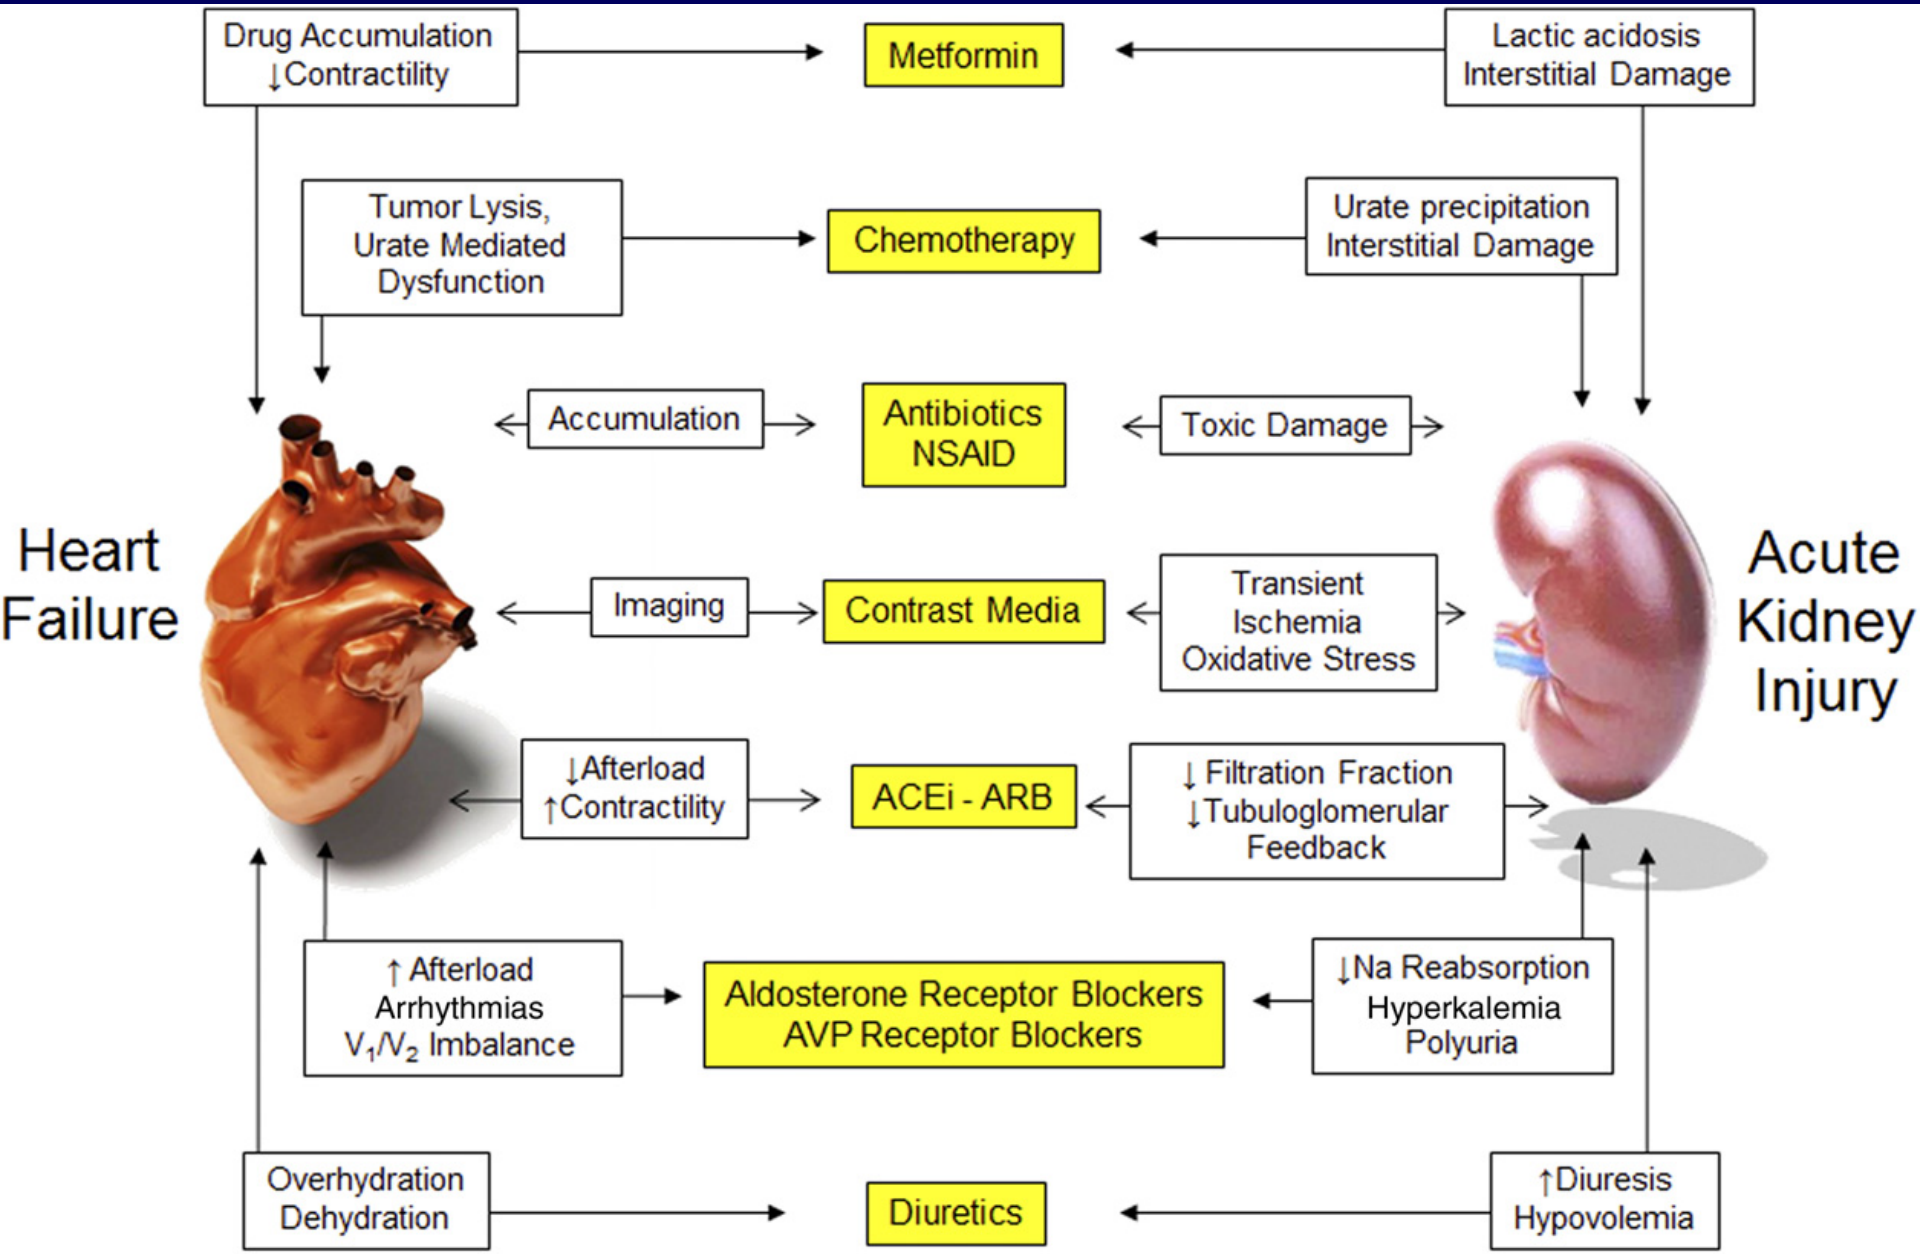 Drug Accumulation
↓Contractility
Metformin
Lactic acidosis
Interstitial Damage
Tumor Lysis,
Urate Mediated
Dysfunction
Chemotherapy
Urate precipitation
Interstitial Damage
Accumulation
Antibiotics
NSAID
Toxic Damage
Heart
Failure
Imaging
Contrast Media
Transient
Ischemia
Oxidative Stress
Acute
Kidney
Injury
↓Afterload
↑Contractility
ACEi - ARB
↓ Filtration Fraction
↓Tubuloglomerular
Feedback
↑ Afterload
Arrhythmias
V₁/V₂ Imbalance
Aldosterone Receptor Blockers
AVP Receptor Blockers
↓Na Reabsorption
Hyperkalemia
Polyuria
Overhydration
Dehydration
Diuretics
↑Diuresis
Hypovolemia